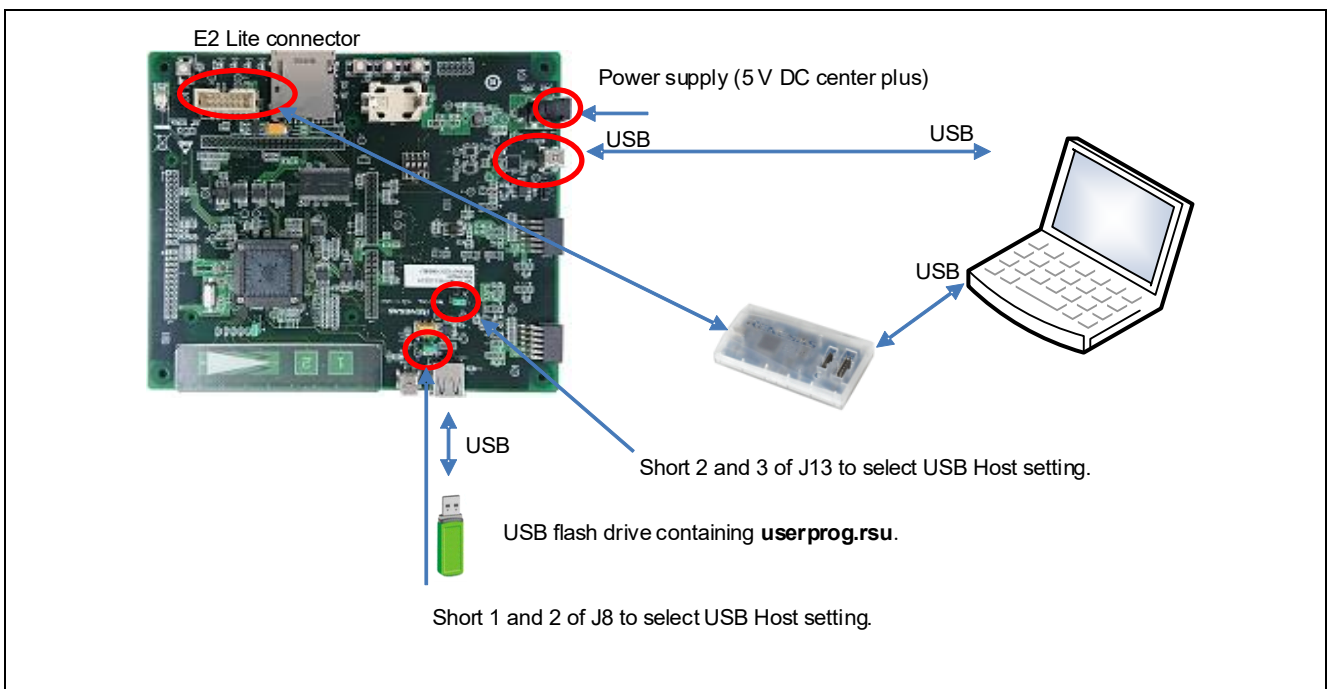 E2 Lite connector
Power supply (5 V DC center plus)
USB
USB
USB
USB
Short 2 and 3 of J13 to select USB Host setting.
USB flash drive containing userprog.rsu.
Short 1 and 2 of J8 to select USB Host setting.
2
1